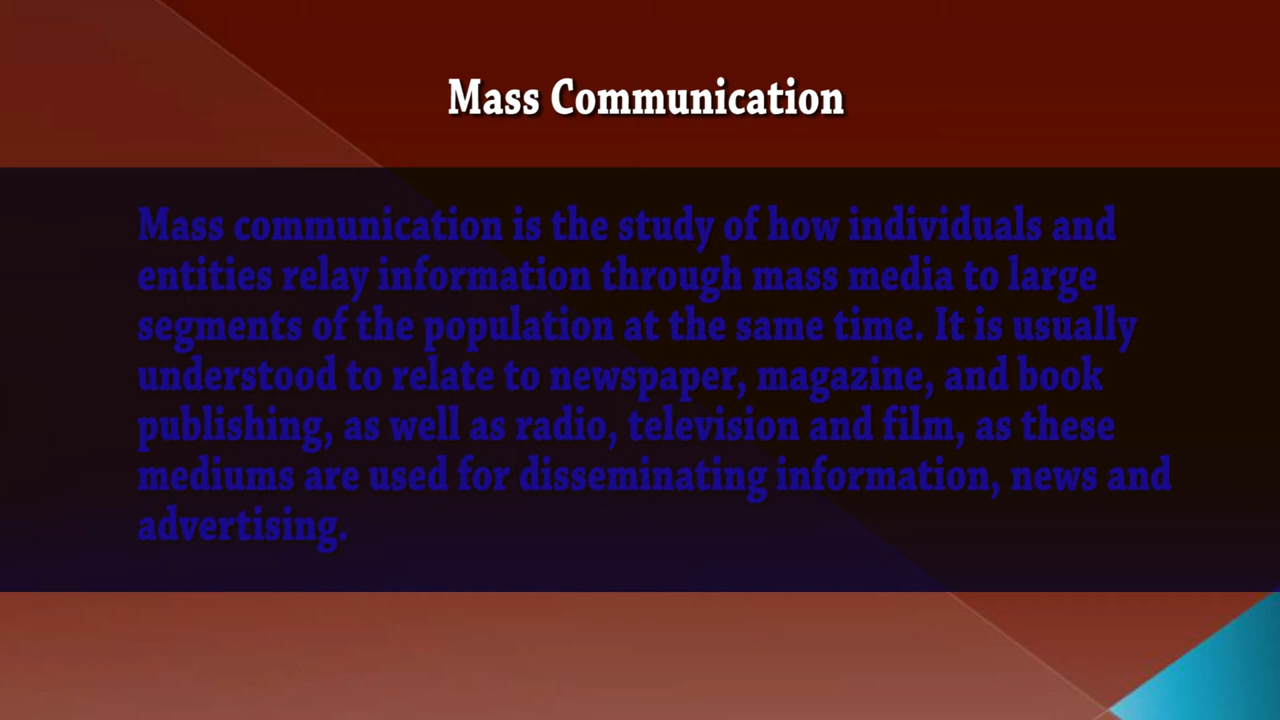 Mass Communication
Mass communication is the study of how individuals and
entities relay information through mass media to large
segments of the population at the same time. It is usually
understood to relate to newspaper, magazine, and book
publishing, as well as radio, television and film, as these
mediums are used for disseminating information, news and
advertising.